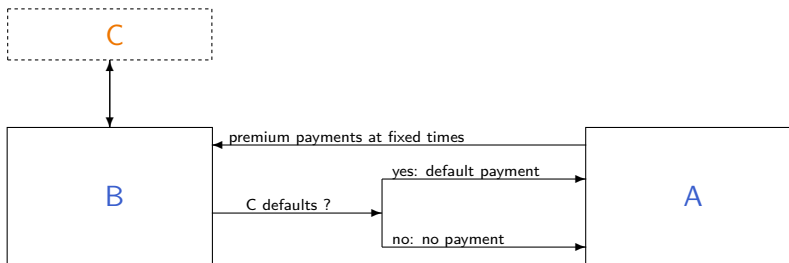 C
premium payments at fixed times
yes: default payment
B
A
C defaults ?
no: no payment